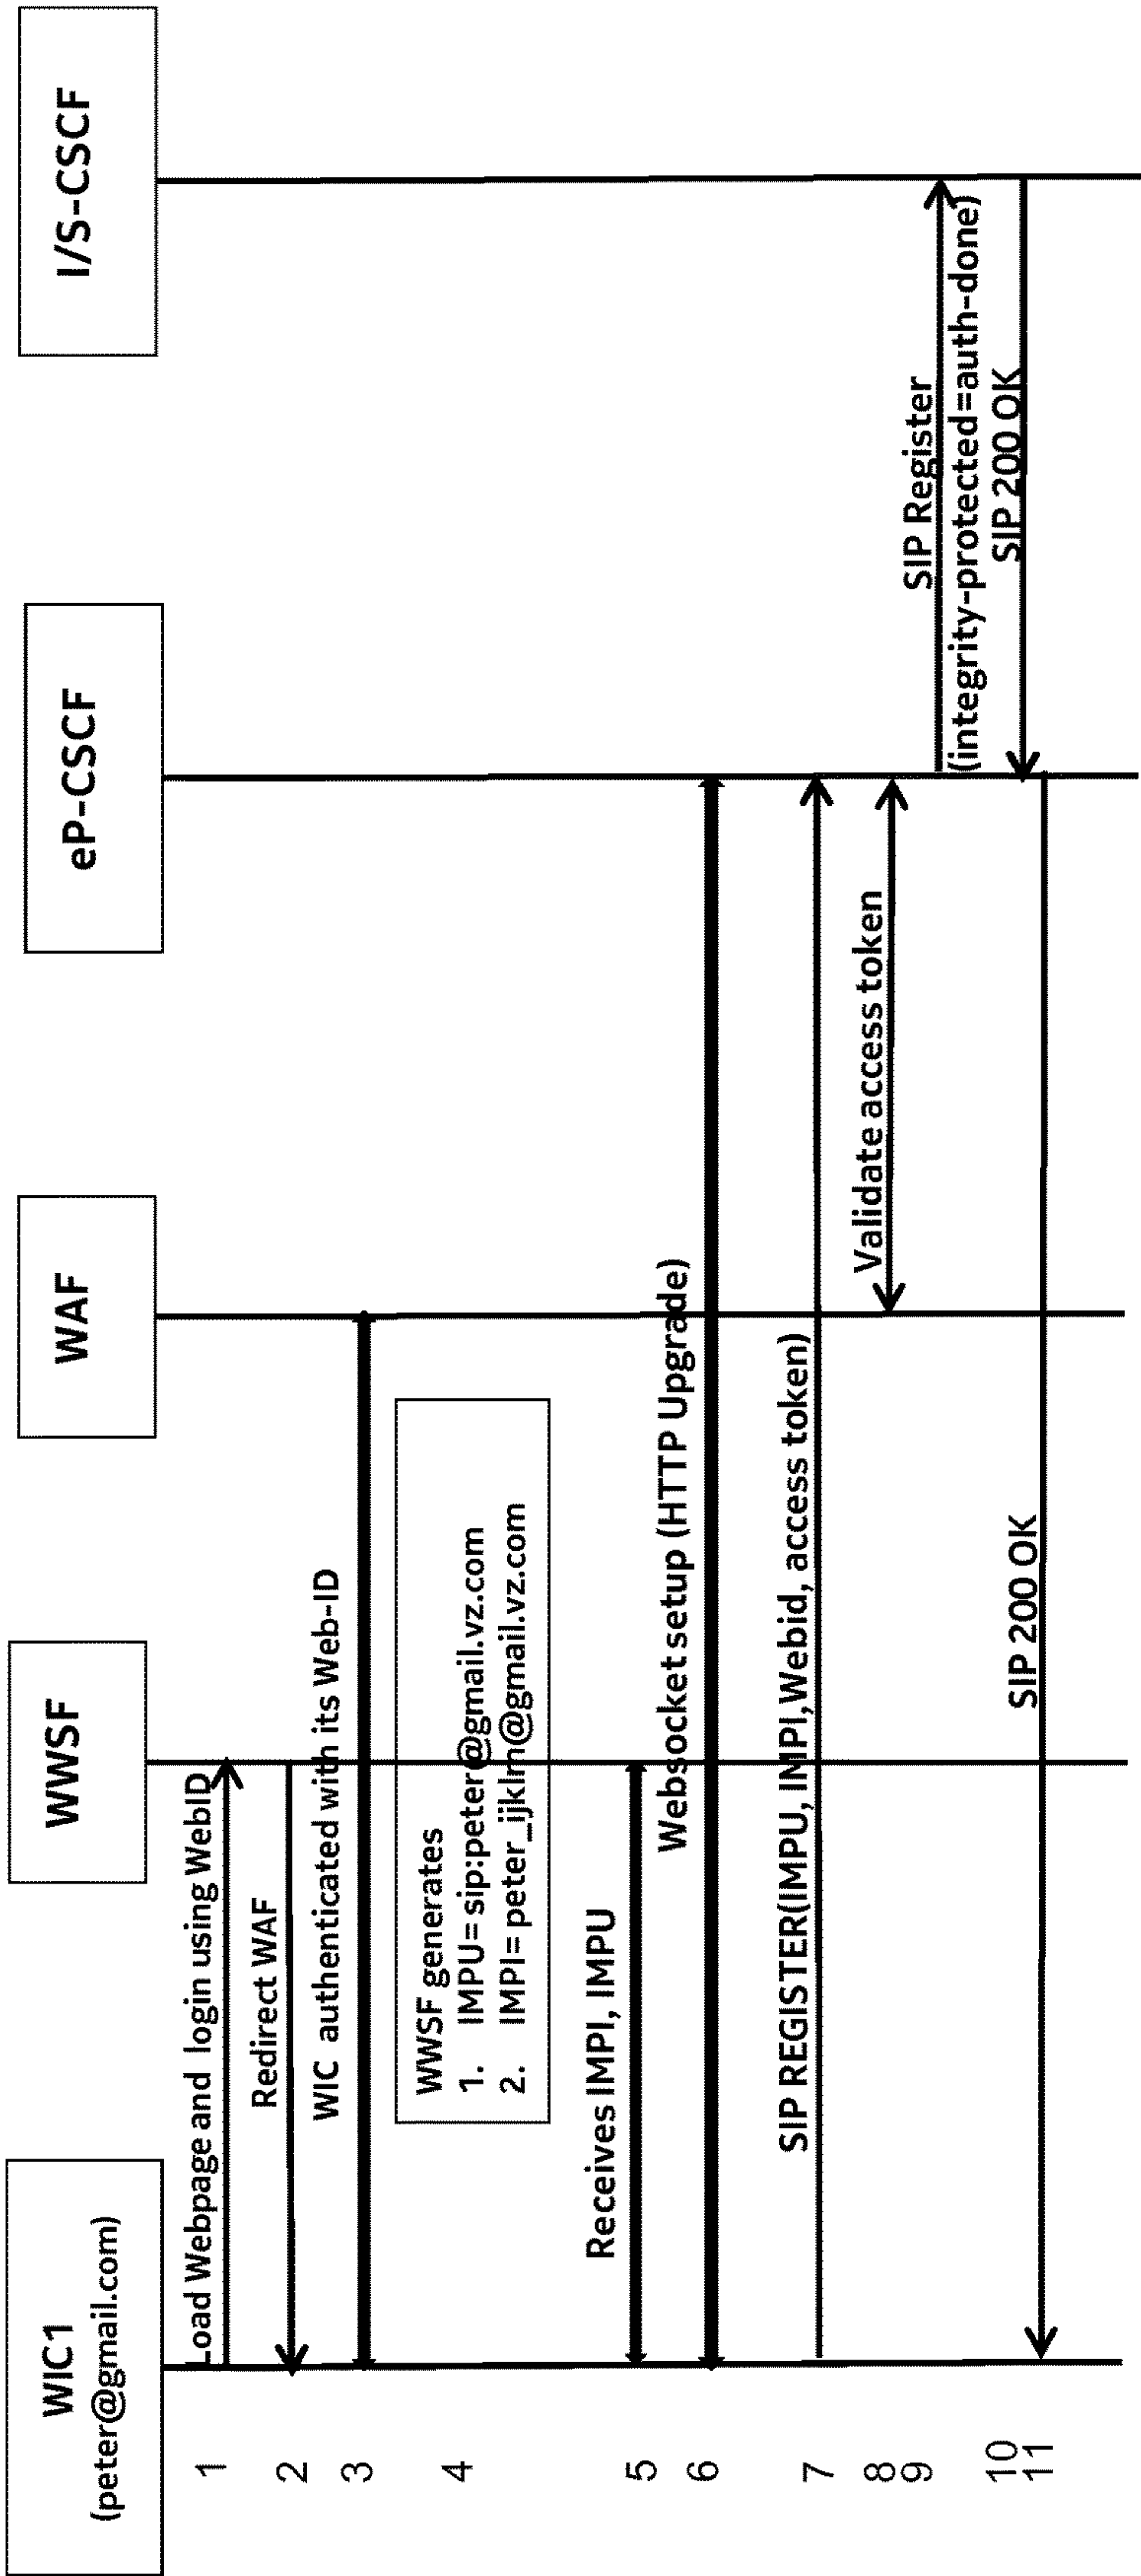 WIC1
(peter@gmail.com)
WWSF
WAF
eP-CSCF
I/S-CSCF
1
Load Webpage and login using WebID
2
Redirect WAF
3
WIC authenticated with its Web-ID
4
WWSF generates
1. IMPU= sip:peter@gmail.vz.com
2. IMPI= peter_ijklm@gmail.vz.com
5
Receives IMPI, IMPU
6
Websocket setup (HTTP Upgrade)
7
SIP REGISTER(IMPU, IMPI,Webid, access token)
8
Validate access token
9
SIP Register
(integrity-protected=auth-done)
10
SIP 200 OK
11
SIP 200 OK